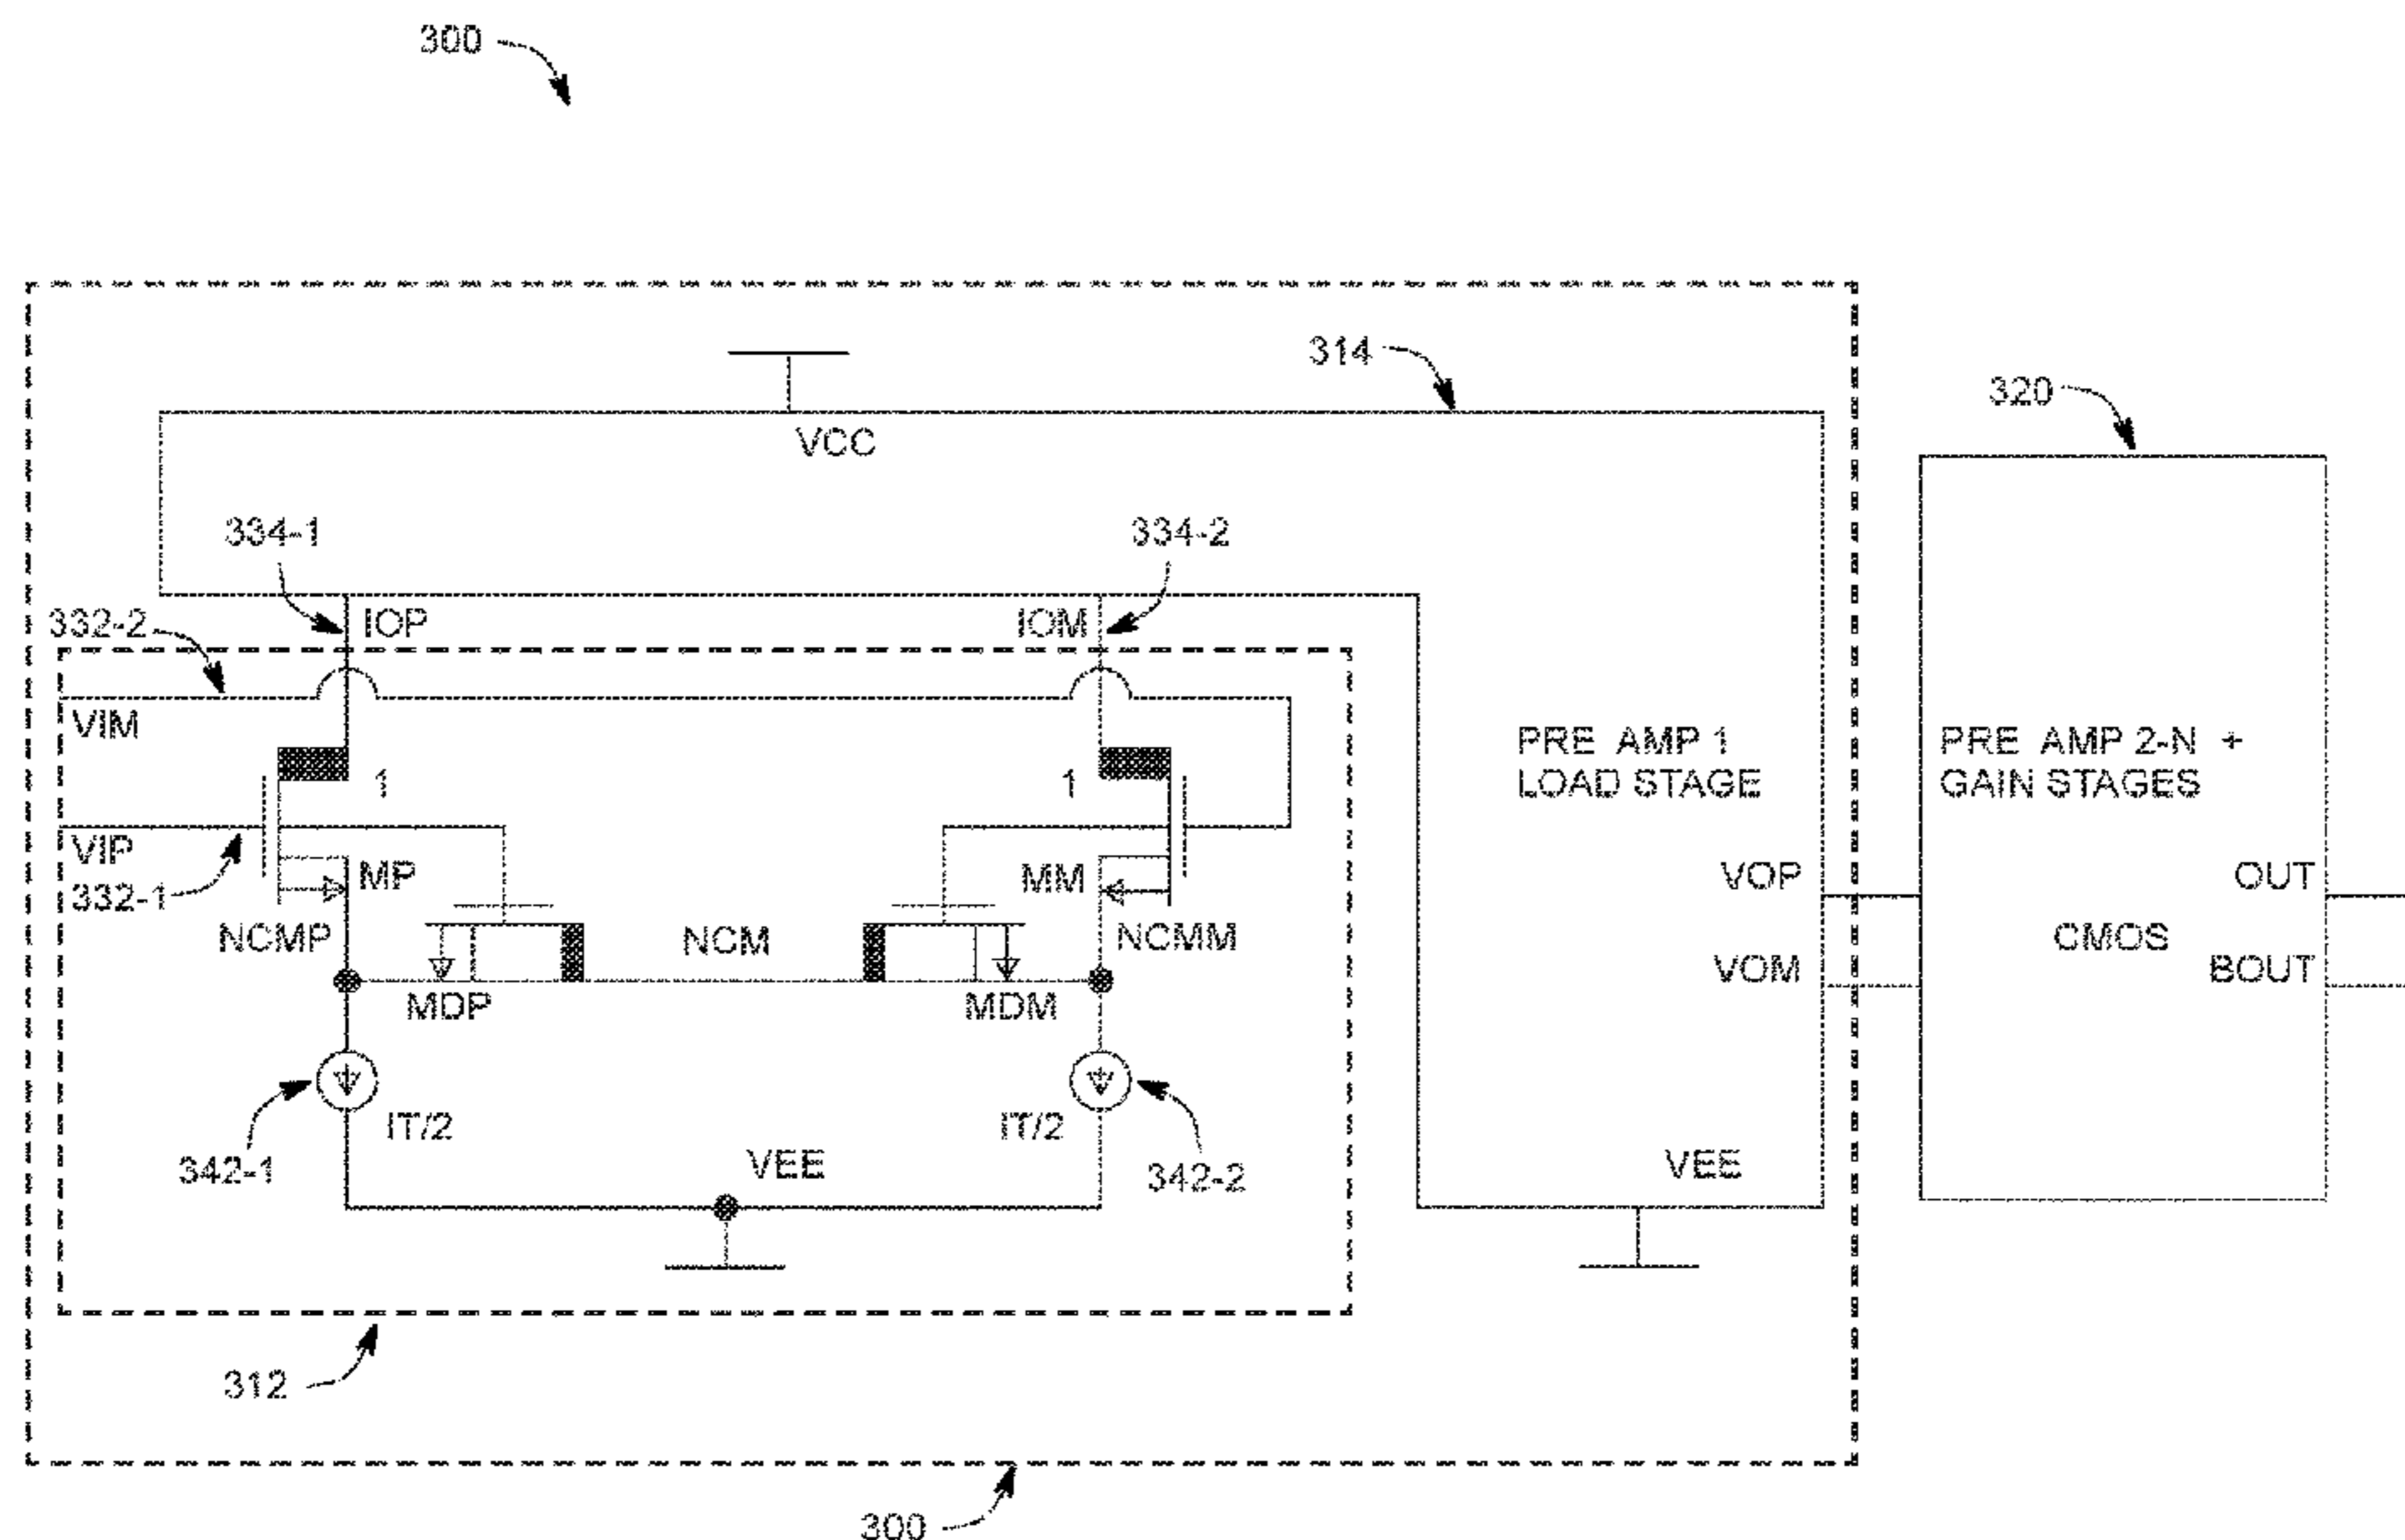 300
314
VCC
320
334-1
334-2
332-2
IOP
IOM
VIM
1
1
PRE AMP 1
LOAD STAGE
PRE AMP 2-N +
GAIN STAGES
VIP
332-1
MP
MM
VOP
OUT
NCMP
NCM
NCMM
CMOS
VOM
BOUT
MDP
MDM
IT/2
IT/2
342-1
VEE
342-2
VEE
312
300